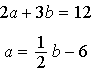 2a + 3b = 12
a = 1/2 b − 6